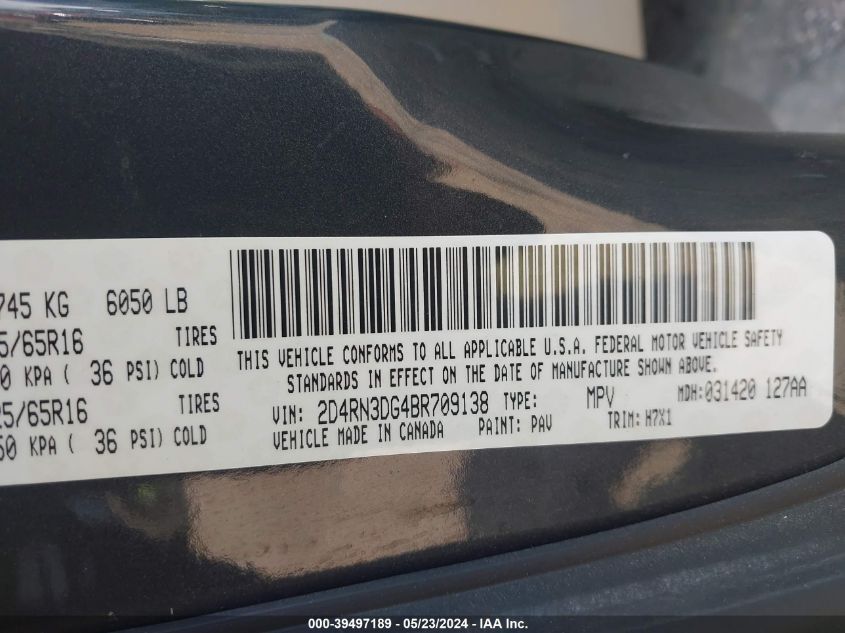 745 KG 6050 LB
5/65R16 TIRES
0 KPA ( 36 PSI) COLD
25/65R16 TIRES
50 KPA ( 36 PSI) COLD
THIS VEHICLE CONFORMS TO ALL APPLICABLE U.S.A. FEDERAL MOTOR VEHICLE SAFETY
STANDARDS IN EFFECT ON THE DATE OF MANUFACTURE SHOWN ABOVE.
VIN: 2D4RN3DG4BR709138 TYPE: MPV MDH:031420 127AA
VEHICLE MADE IN CANADA PAINT: PAV TRIM: H7X1
000-39497189 - 05/23/2024 - IAA Inc.